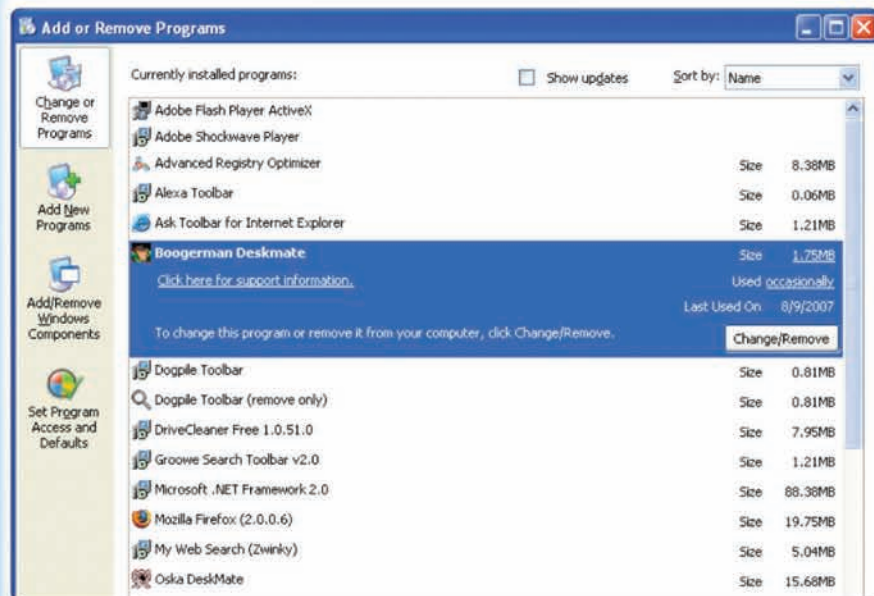 Add or Remove Programs
Change or
Remove
Programs
Add New
Programs
Add/Remove
Windows
Components
Set Program
Access and
Defaults
Currently installed programs:
Show updates
Sort by: Name
Adobe Flash Player ActiveX
Adobe Shockwave Player
Advanced Registry Optimizer Size 8.38MB
Alexa Toolbar Size 0.06MB
Ask Toolbar for Internet Explorer Size 1.21MB
Boogerman Deskmate Size 1.75MB
Click here for support information. Used occasionally
Last Used On 8/9/2007
To change this program or remove it from your computer, click Change/Remove. Change/Remove
Dogpile Toolbar Size 0.81MB
Dogpile Toolbar (remove only) Size 0.81MB
DriveCleaner Free 1.0.51.0 Size 7.95MB
Groowe Search Toolbar v2.0 Size 1.21MB
Microsoft .NET Framework 2.0 Size 88.38MB
Mozilla Firefox (2.0.0.6) Size 19.75MB
My Web Search (Zwinky) Size 5.04MB
Oska DeskMate Size 15.68MB